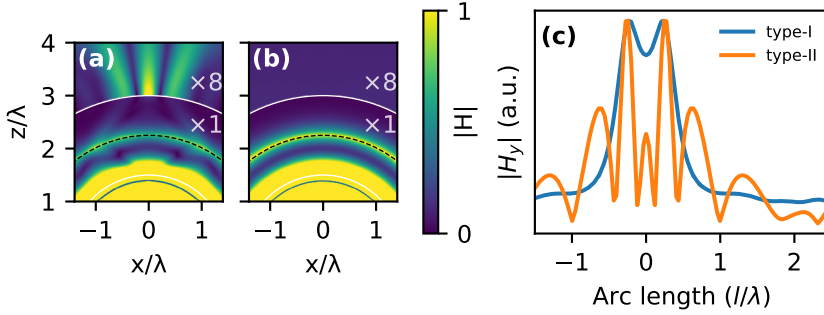 (a)
×8
×1
z/λ
4
3
2
1
−1
0
1
x/λ
(b)
×8
×1
−1
0
1
x/λ
1
|H|
0
(c)
type-I
type-II
|H_y| (a.u.)
−1
0
1
2
Arc length (l/λ)